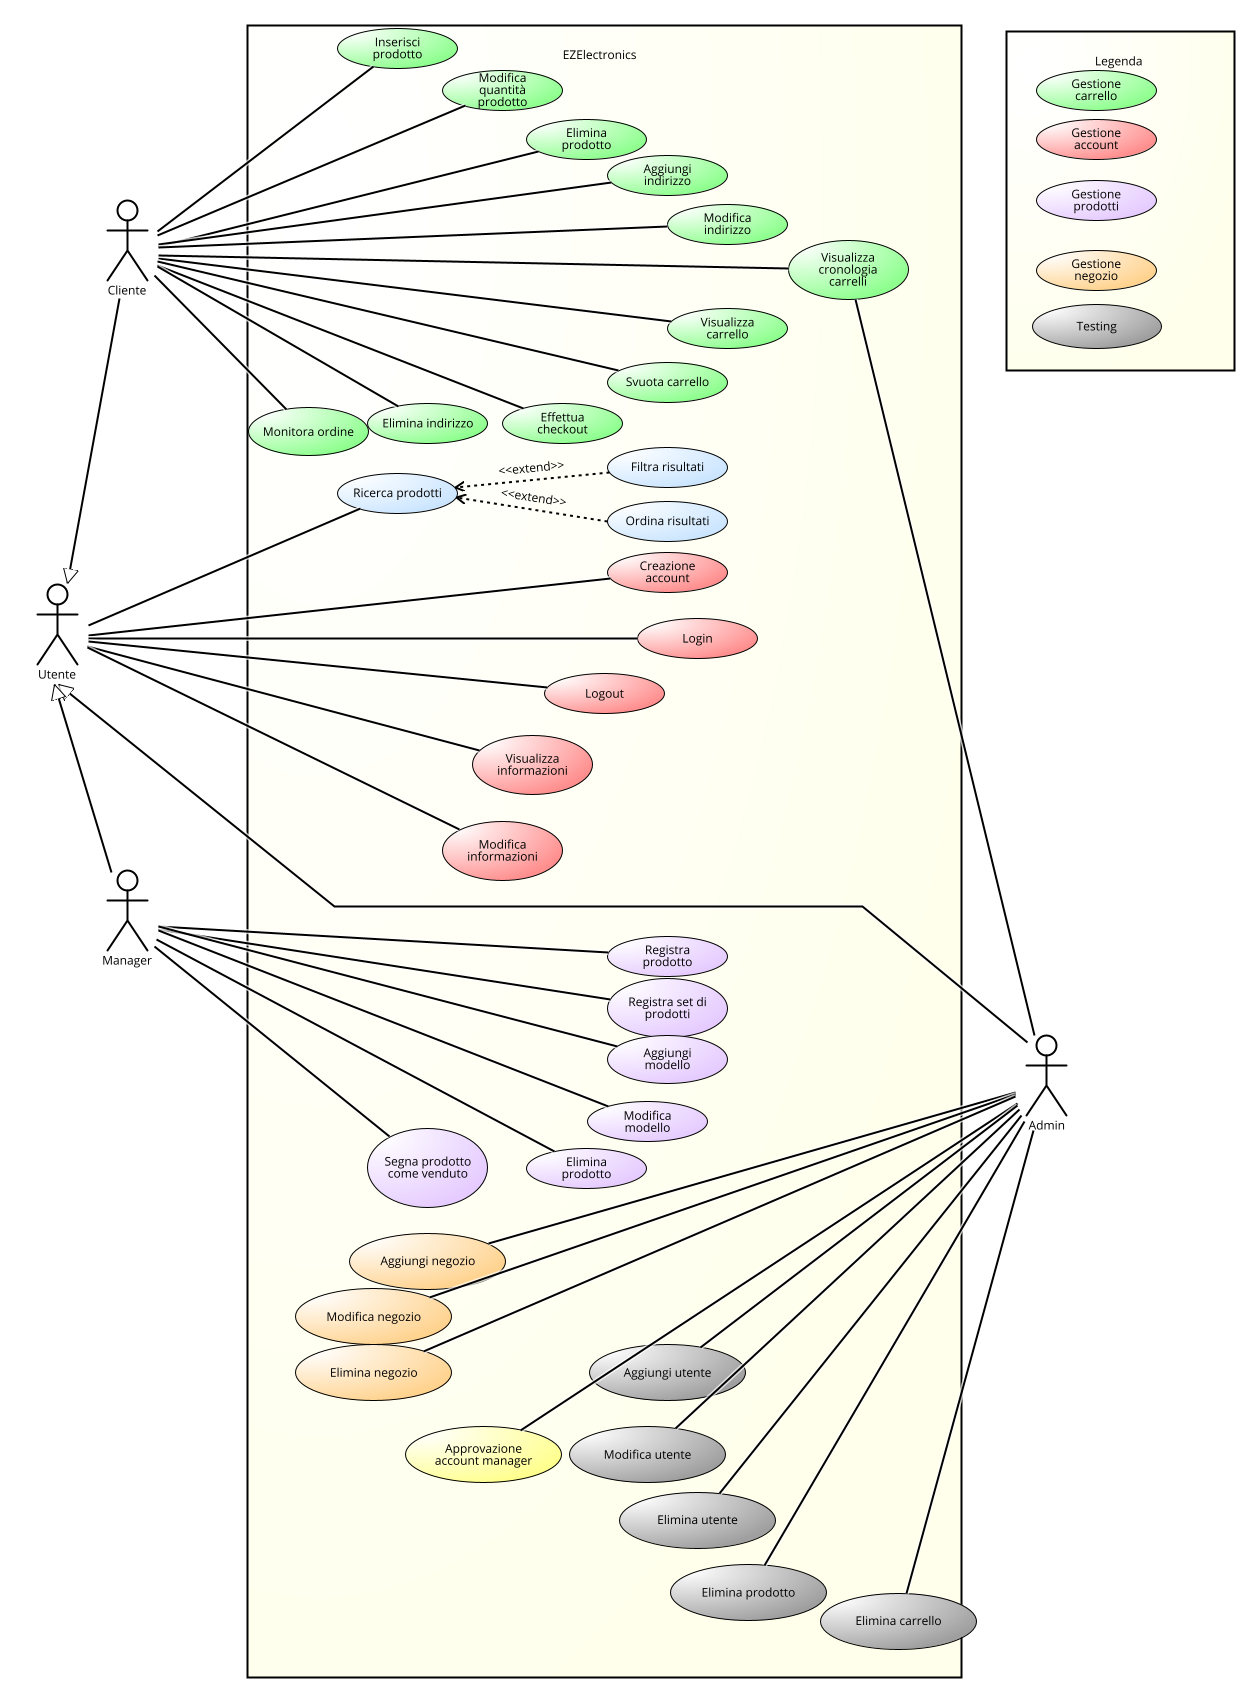 EZElectronics
Inserisci
prodotto
Modifica
quantità
prodotto
Elimina
prodotto
Aggiungi
indirizzo
Modifica
indirizzo
Visualizza
cronologia
carrelli
Cliente
Visualizza
carrello
Svuota carrello
Effettua
checkout
Elimina indirizzo
Monitora ordine
Ricerca prodotti
<<extend>>
Filtra risultati
<<extend>>
Ordina risultati
Creazione
account
Login
Utente
Logout
Visualizza
informazioni
Modifica
informazioni
Manager
Registra
prodotto
Registra set di
prodotti
Aggiungi
modello
Modifica
modello
Elimina
prodotto
Segna prodotto
come venduto
Admin
Aggiungi negozio
Modifica negozio
Elimina negozio
Aggiungi utente
Approvazione
account manager
Modifica utente
Elimina utente
Elimina prodotto
Elimina carrello
Legenda
Gestione
carrello
Gestione
account
Gestione
prodotti
Gestione
negozio
Testing